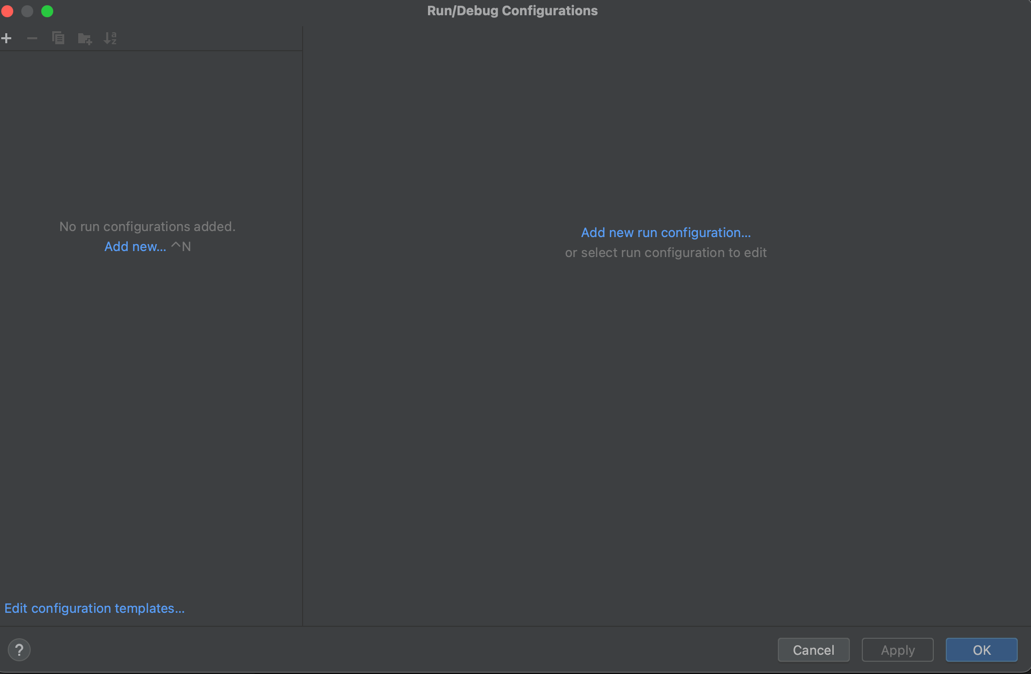 Run/Debug Configurations
No run configurations added.
Add new... ^N
Add new run configuration...
or select run configuration to edit
Edit configuration templates...
?
Cancel
Apply
OK